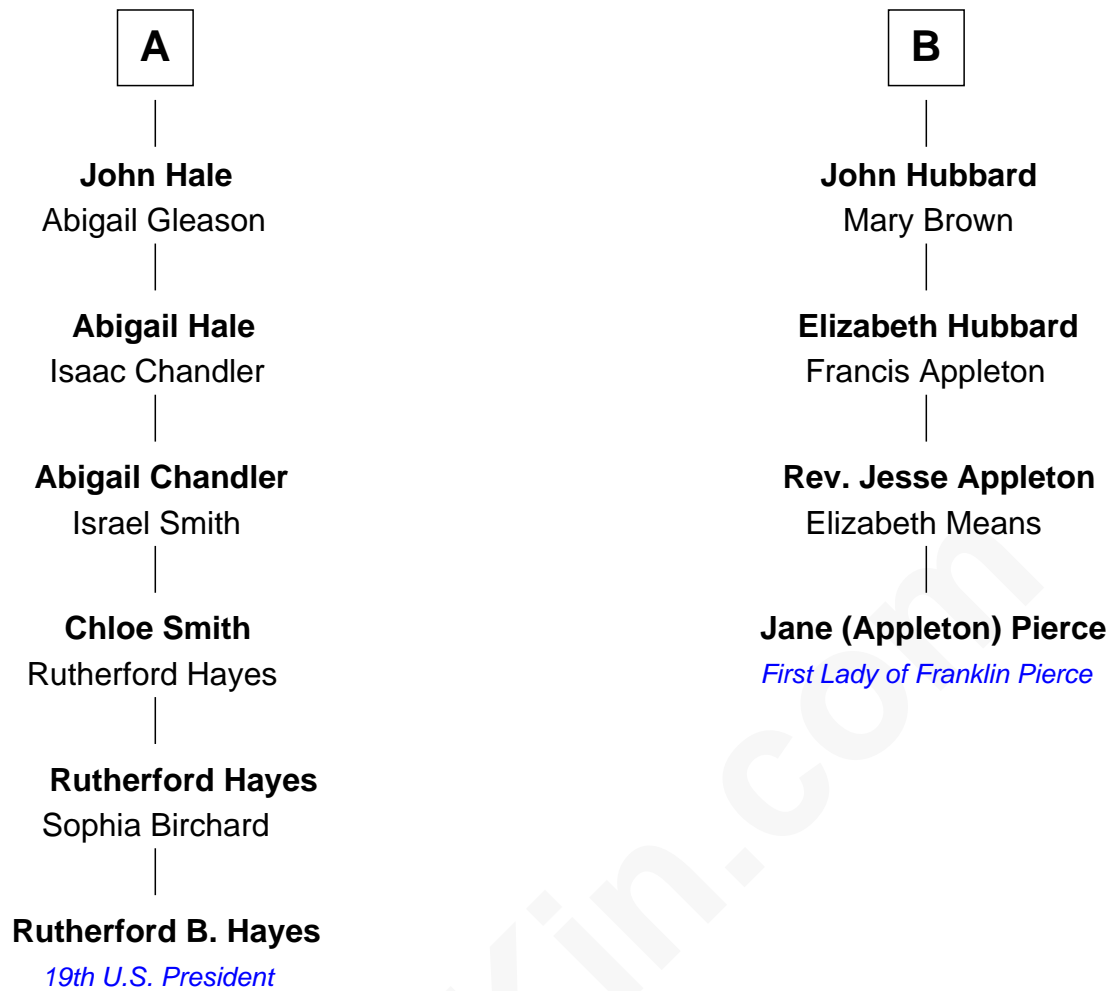 A
John Hale
Abigail Gleason
Abigail Hale
Isaac Chandler
Abigail Chandler
Israel Smith
Chloe Smith
Rutherford Hayes
Rutherford Hayes
Sophia Birchard
Rutherford B. Hayes
19th U.S. President
B
John Hubbard
Mary Brown
Elizabeth Hubbard
Francis Appleton
Rev. Jesse Appleton
Elizabeth Means
Jane (Appleton) Pierce
First Lady of Franklin Pierce
Kin.com